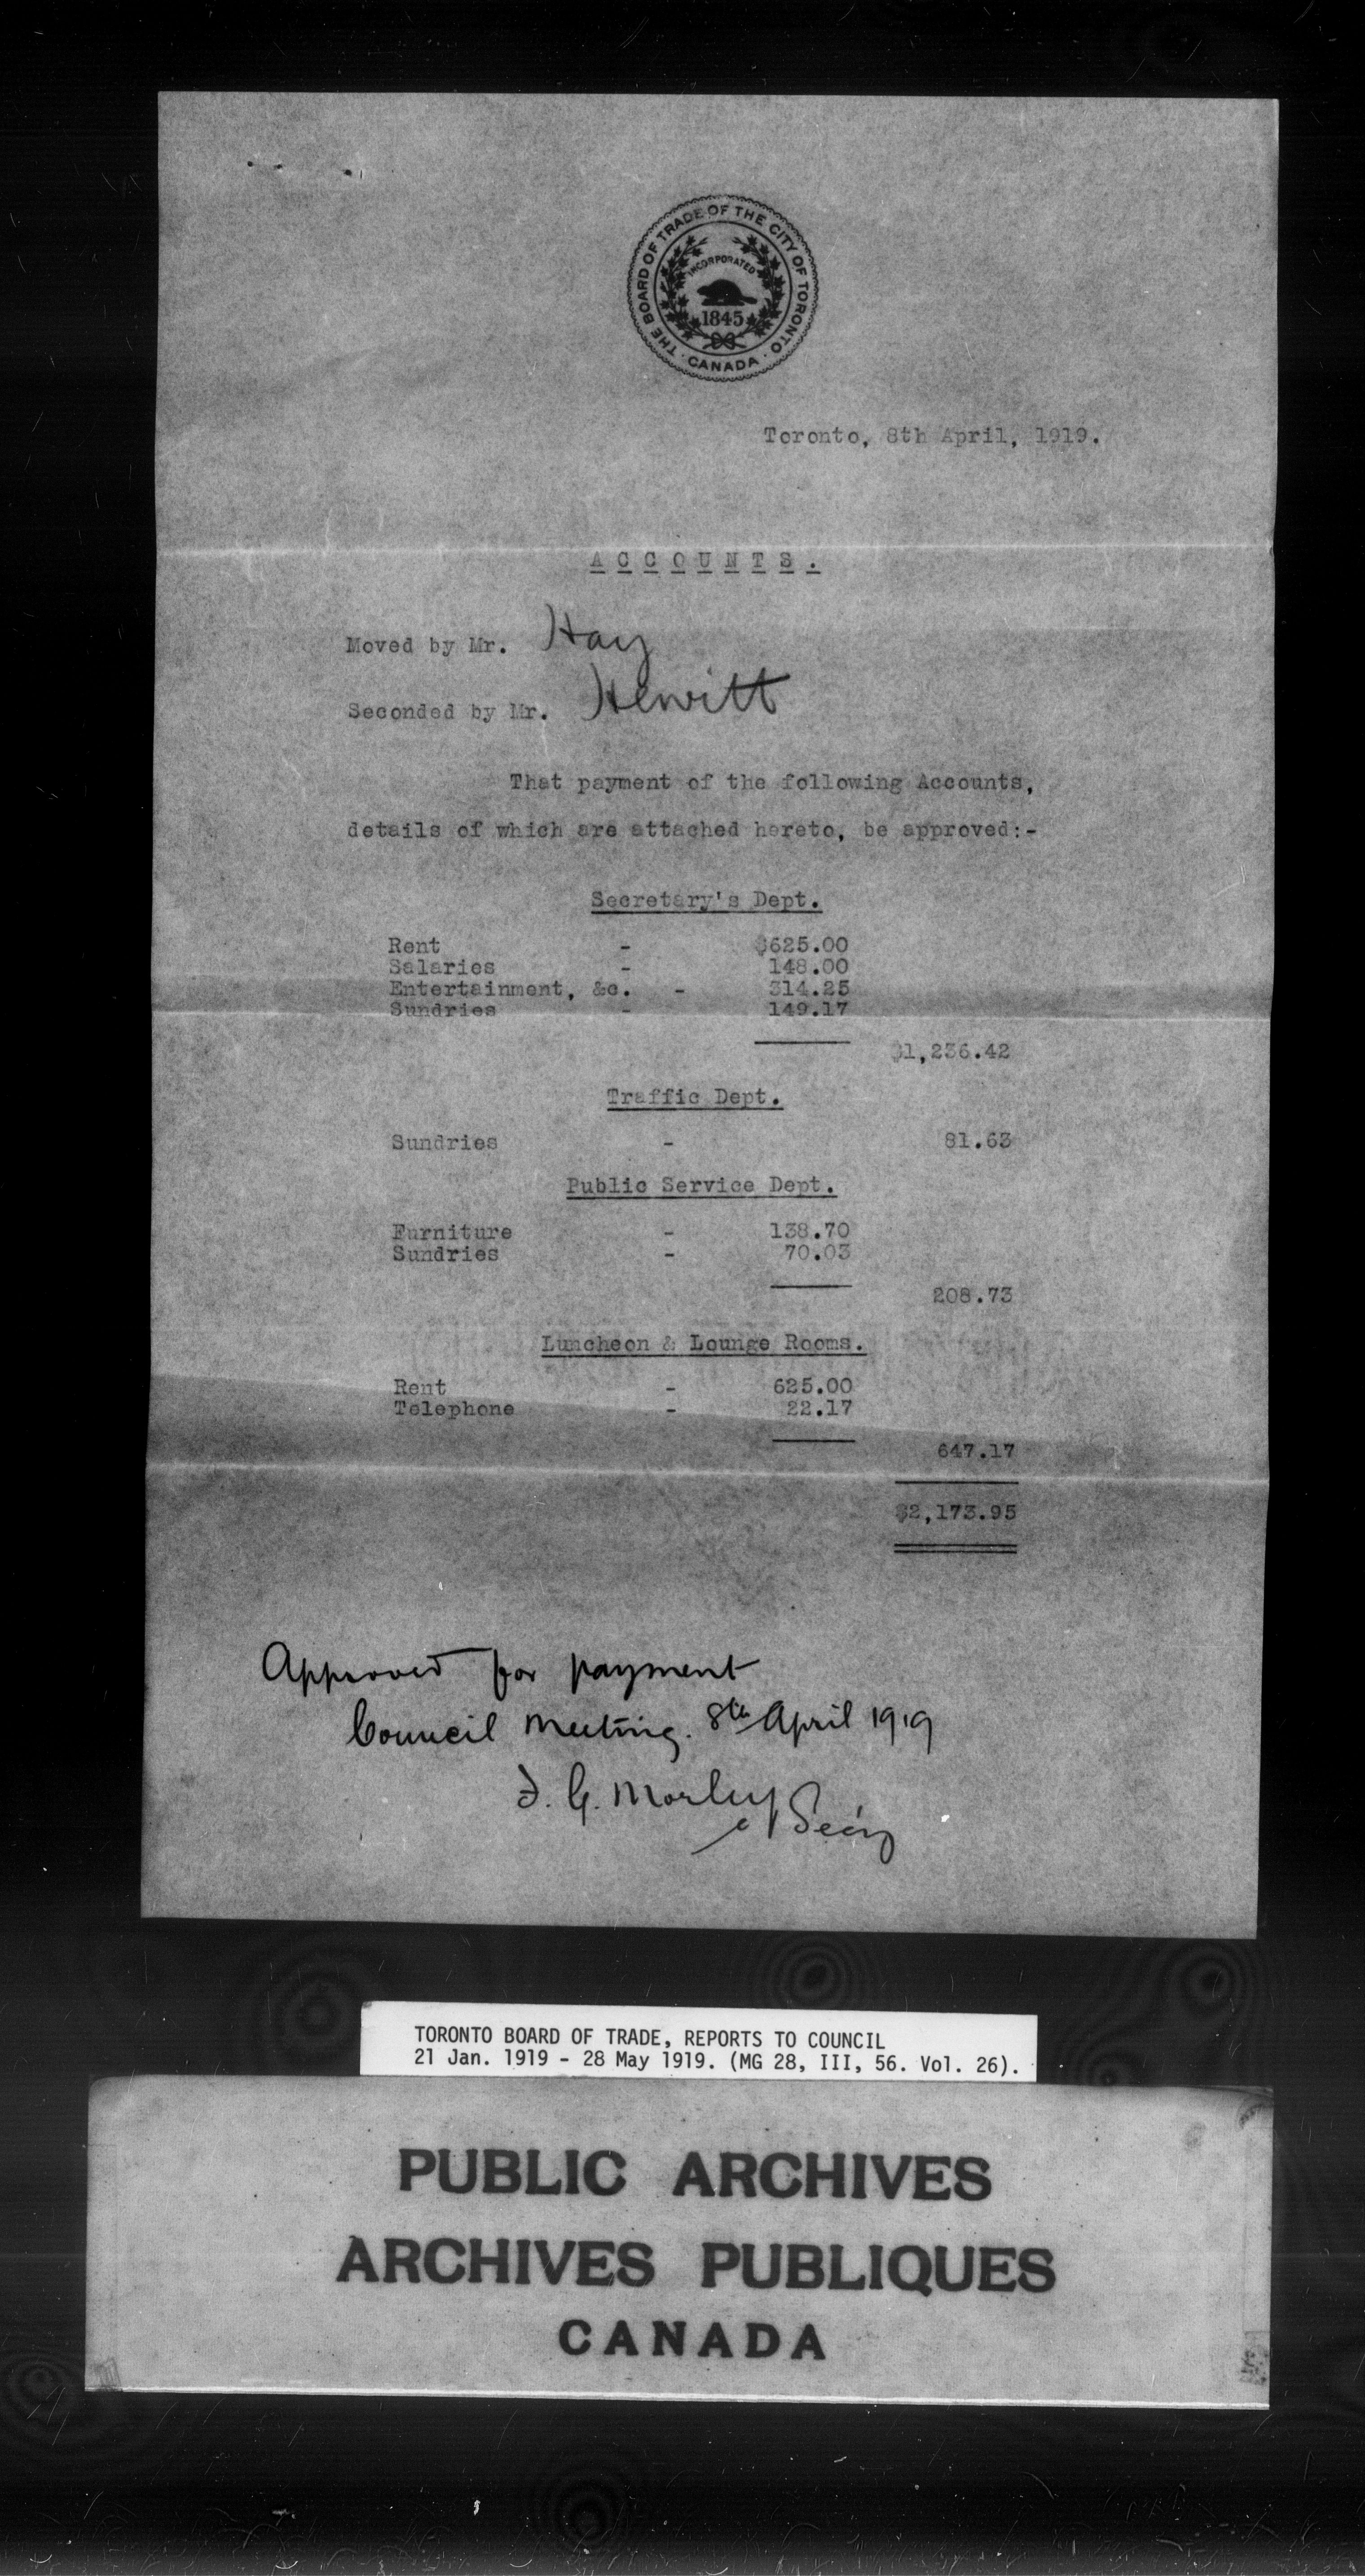 THE BOARD OF TRADE OF THE CITY OF TORONTO
INCORPORATED
1845
· CANADA ·
Toronto, 8th April, 1919.
ACCOUNTS.
Moved by Mr. Hay
Seconded by Mr. Hewitt
That payment of the following Accounts,
details of which are attached hereto, be approved:-
Secretary's Dept.
Rent - $625.00
Salaries - 148.00
Entertainment, &c. - 314.25
Sundries - 149.17
$1,236.42
Traffic Dept.
Sundries - 81.63
Public Service Dept.
Furniture - 138.70
Sundries - 70.03
208.73
Luncheon & Lounge Rooms.
Rent - 625.00
Telephone - 22.17
647.17
$2,173.95
Approved for payment
Council Meeting. 8th April 1919
F. G. Morley
Sec'y
TORONTO BOARD OF TRADE, REPORTS TO COUNCIL
21 Jan. 1919 - 28 May 1919. (MG 28, III, 56. Vol. 26).
PUBLIC ARCHIVES
ARCHIVES PUBLIQUES
CANADA